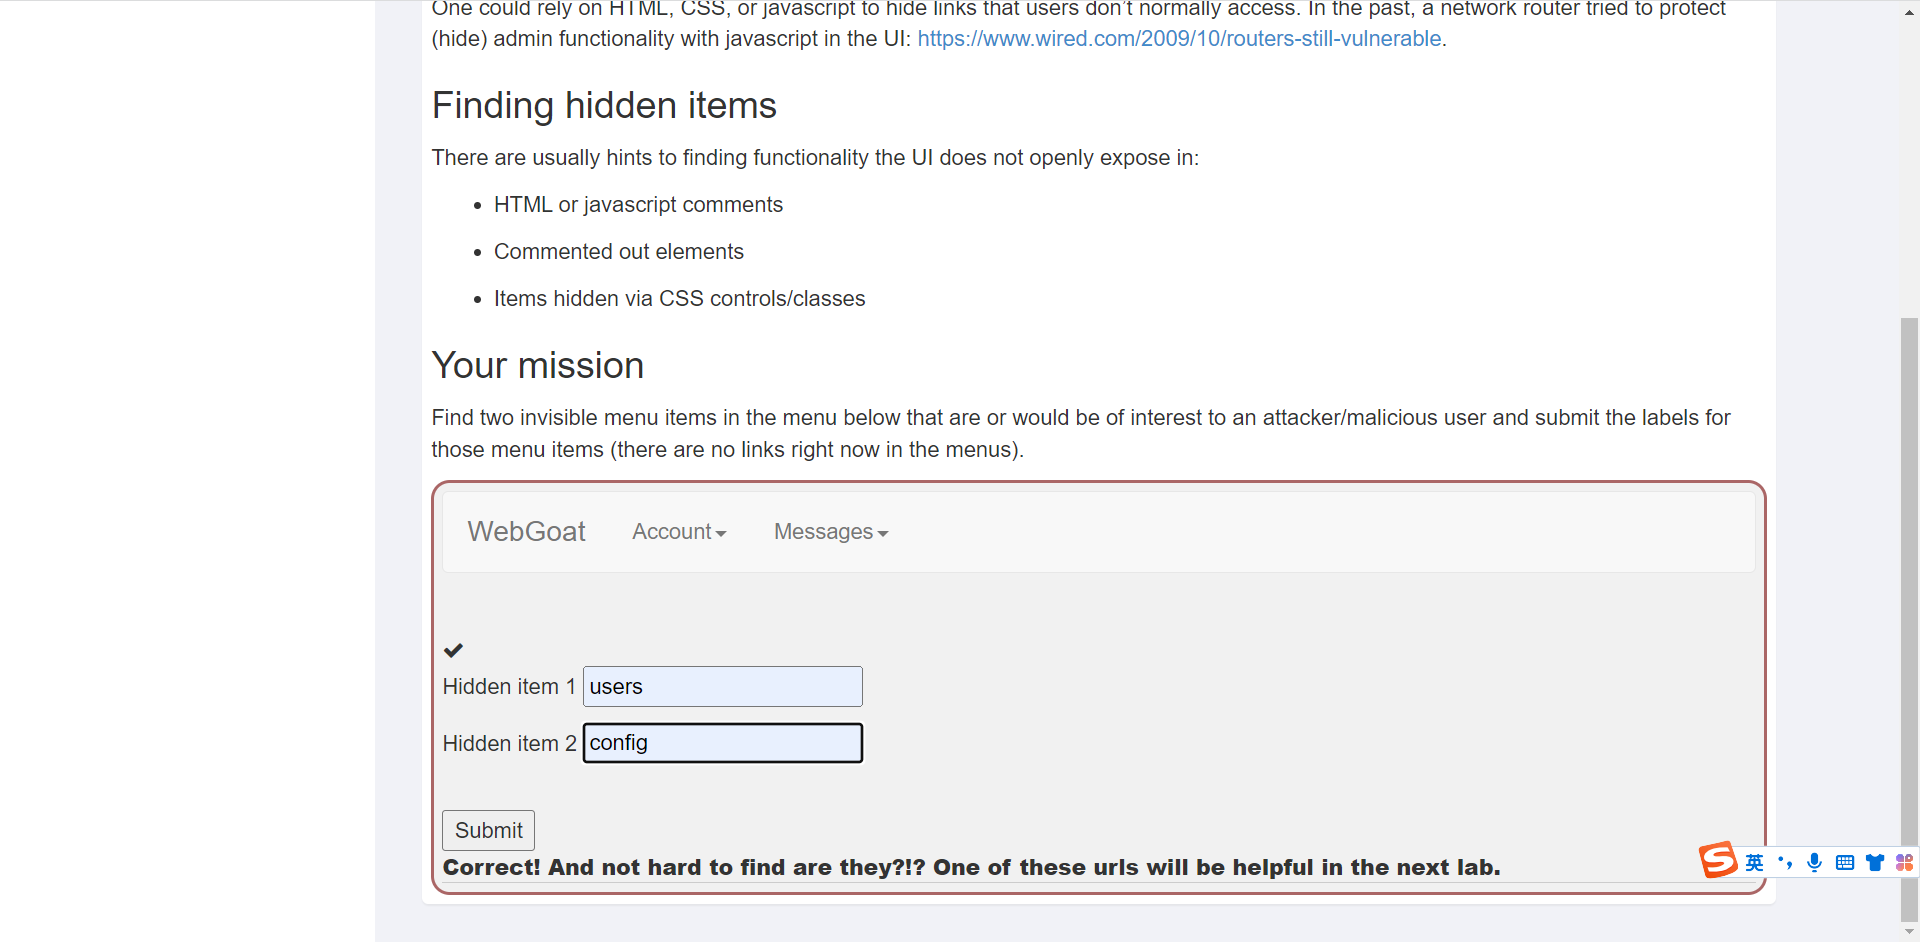 One could rely on HTML, CSS, or javascript to hide links that users don't normally access. In the past, a network router tried to protect
(hide) admin functionality with javascript in the UI: https://www.wired.com/2009/10/routers-still-vulnerable.
Finding hidden items
There are usually hints to finding functionality the UI does not openly expose in:
• HTML or javascript comments
• Commented out elements
• Items hidden via CSS controls/classes
Your mission
Find two invisible menu items in the menu below that are or would be of interest to an attacker/malicious user and submit the labels for
those menu items (there are no links right now in the menus).
WebGoat Account Messages
Hidden item 1 users
Hidden item 2 config
Submit
Correct! And not hard to find are they?!? One of these urls will be helpful in the next lab.
S 英